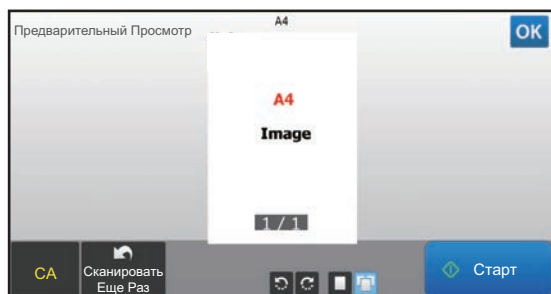 A4
Предварительный Просмотр
OK
A4
Image
1 / 1
CA
Сканировать
Еще Раз
Старт